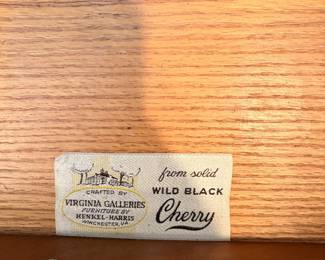 CRAFTED BY
VIRGINIA GALLERIES
FURNITURE BY
HENKEL-HARRIS
WINCHESTER, VA.
from solid
WILD BLACK
Cherry